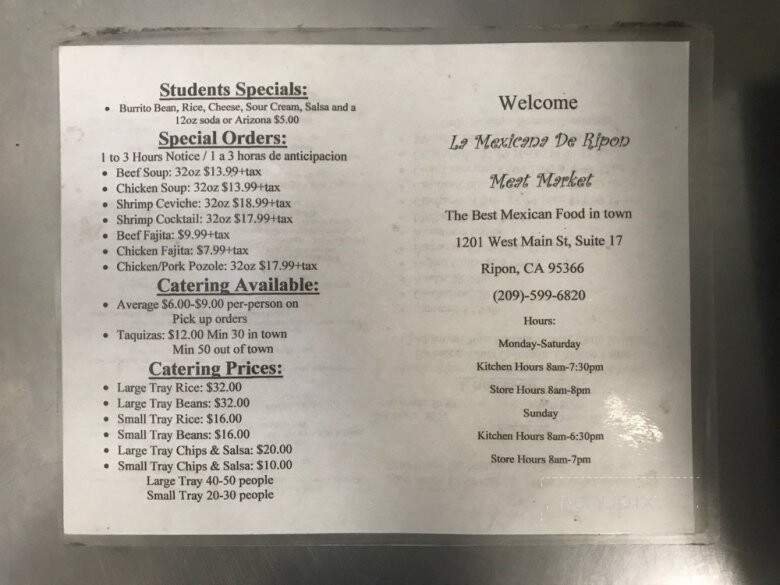 Students Specials:
• Burrito Bean, Rice, Cheese, Sour Cream, Salsa and a
12oz soda or Arizona $5.00
Special Orders:
1 to 3 Hours Notice / 1 a 3 horas de anticipacion
• Beef Soup: 32oz $13.99+tax
• Chicken Soup: 32oz $13.99+tax
• Shrimp Ceviche: 32oz $18.99+tax
• Shrimp Cocktail: 32oz $17.99+tax
• Beef Fajita: $9.99+tax
• Chicken Fajita: $7.99+tax
• Chicken/Pork Pozole: 32oz $17.99+tax
Catering Available:
• Average $6.00-$9.00 per-person on
Pick up orders
• Taquizas: $12.00 Min 30 in town
Min 50 out of town
Catering Prices:
• Large Tray Rice: $32.00
• Large Tray Beans: $32.00
• Small Tray Rice: $16.00
• Small Tray Beans: $16.00
• Large Tray Chips & Salsa: $20.00
• Small Tray Chips & Salsa: $10.00
Large Tray 40-50 people
Small Tray 20-30 people
Welcome
La Mexicana De Ripon
Meat Market
The Best Mexican Food in town
1201 West Main St, Suite 17
Ripon, CA 95366
(209)-599-6820
Hours:
Monday-Saturday
Kitchen Hours 8am-7:30pm
Store Hours 8am-8pm
Sunday
Kitchen Hours 8am-6:30pm
Store Hours 8am-7pm